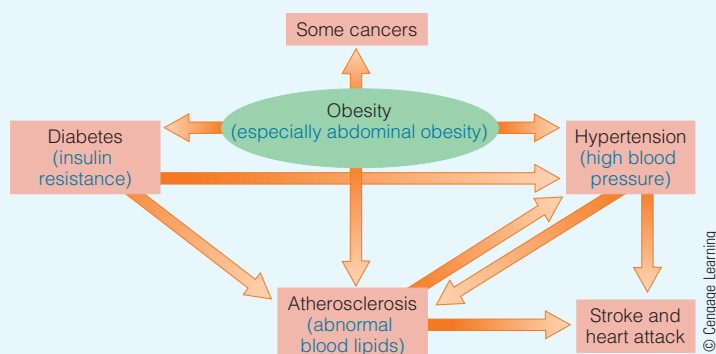 Some cancers
Obesity
(especially abdominal obesity)
Diabetes
(insulin
resistance)
Hypertension
(high blood
pressure)
Atherosclerosis
(abnormal
blood lipids)
Stroke and
heart attack
© Cengage Learning